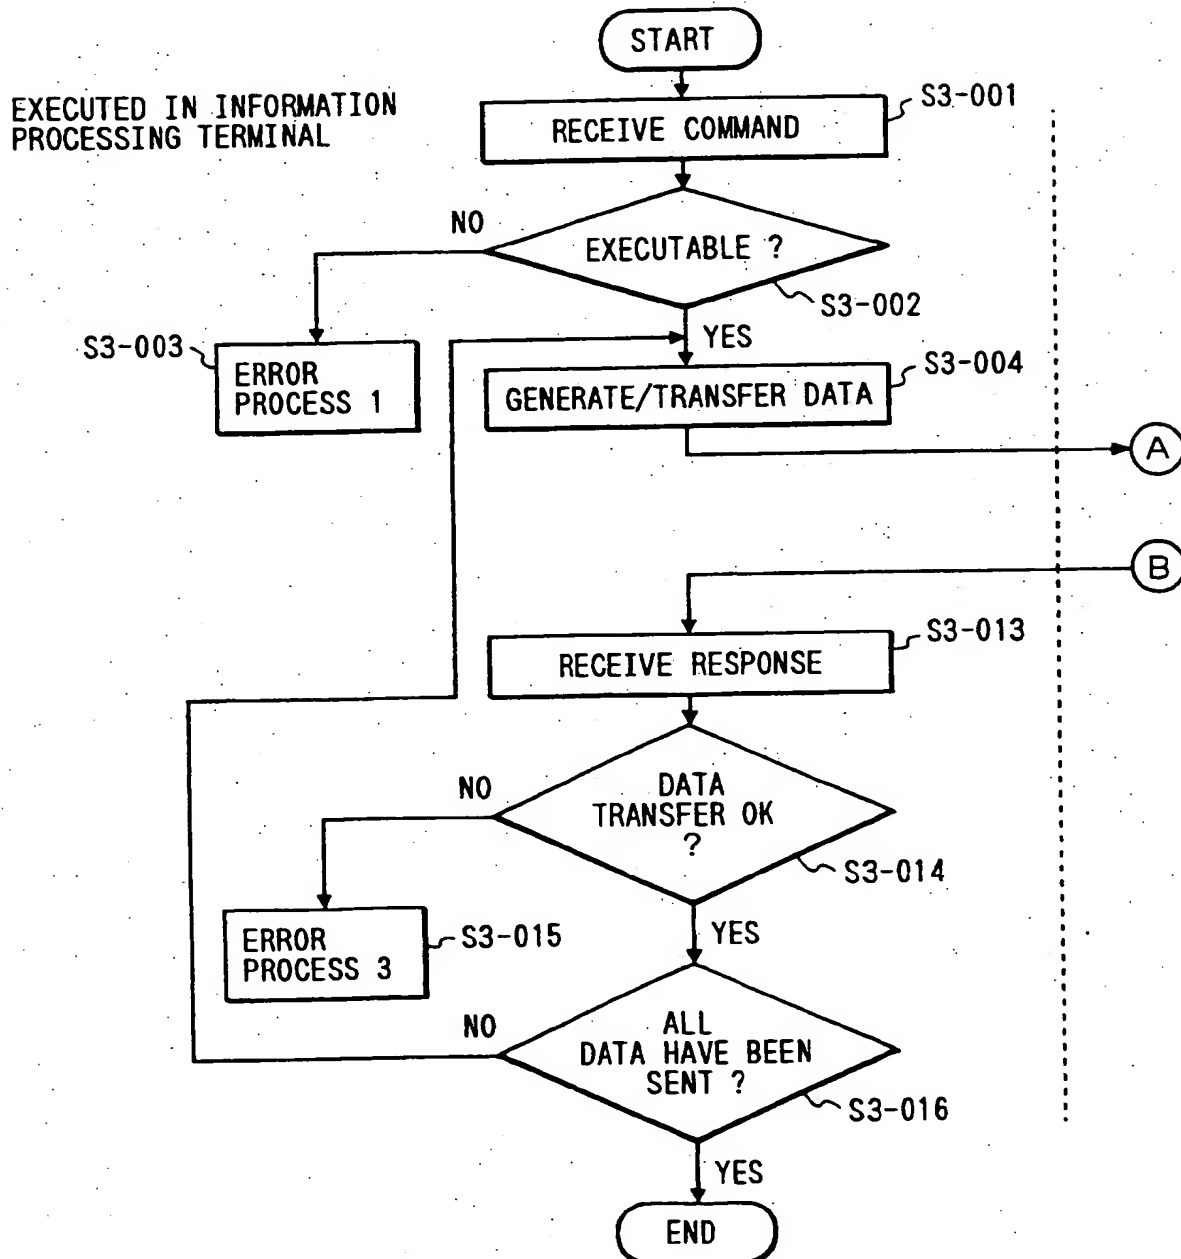 START
EXECUTED IN INFORMATION
PROCESSING TERMINAL
S3-001
RECEIVE COMMAND
NO
EXECUTABLE ?
S3-002
YES
S3-003
ERROR
PROCESS 1
S3-004
GENERATE/TRANSFER DATA
A
B
S3-013
RECEIVE RESPONSE
NO
DATA
TRANSFER OK
?
S3-014
YES
ERROR
PROCESS 3
S3-015
NO
ALL
DATA HAVE BEEN
SENT ?
S3-016
YES
END